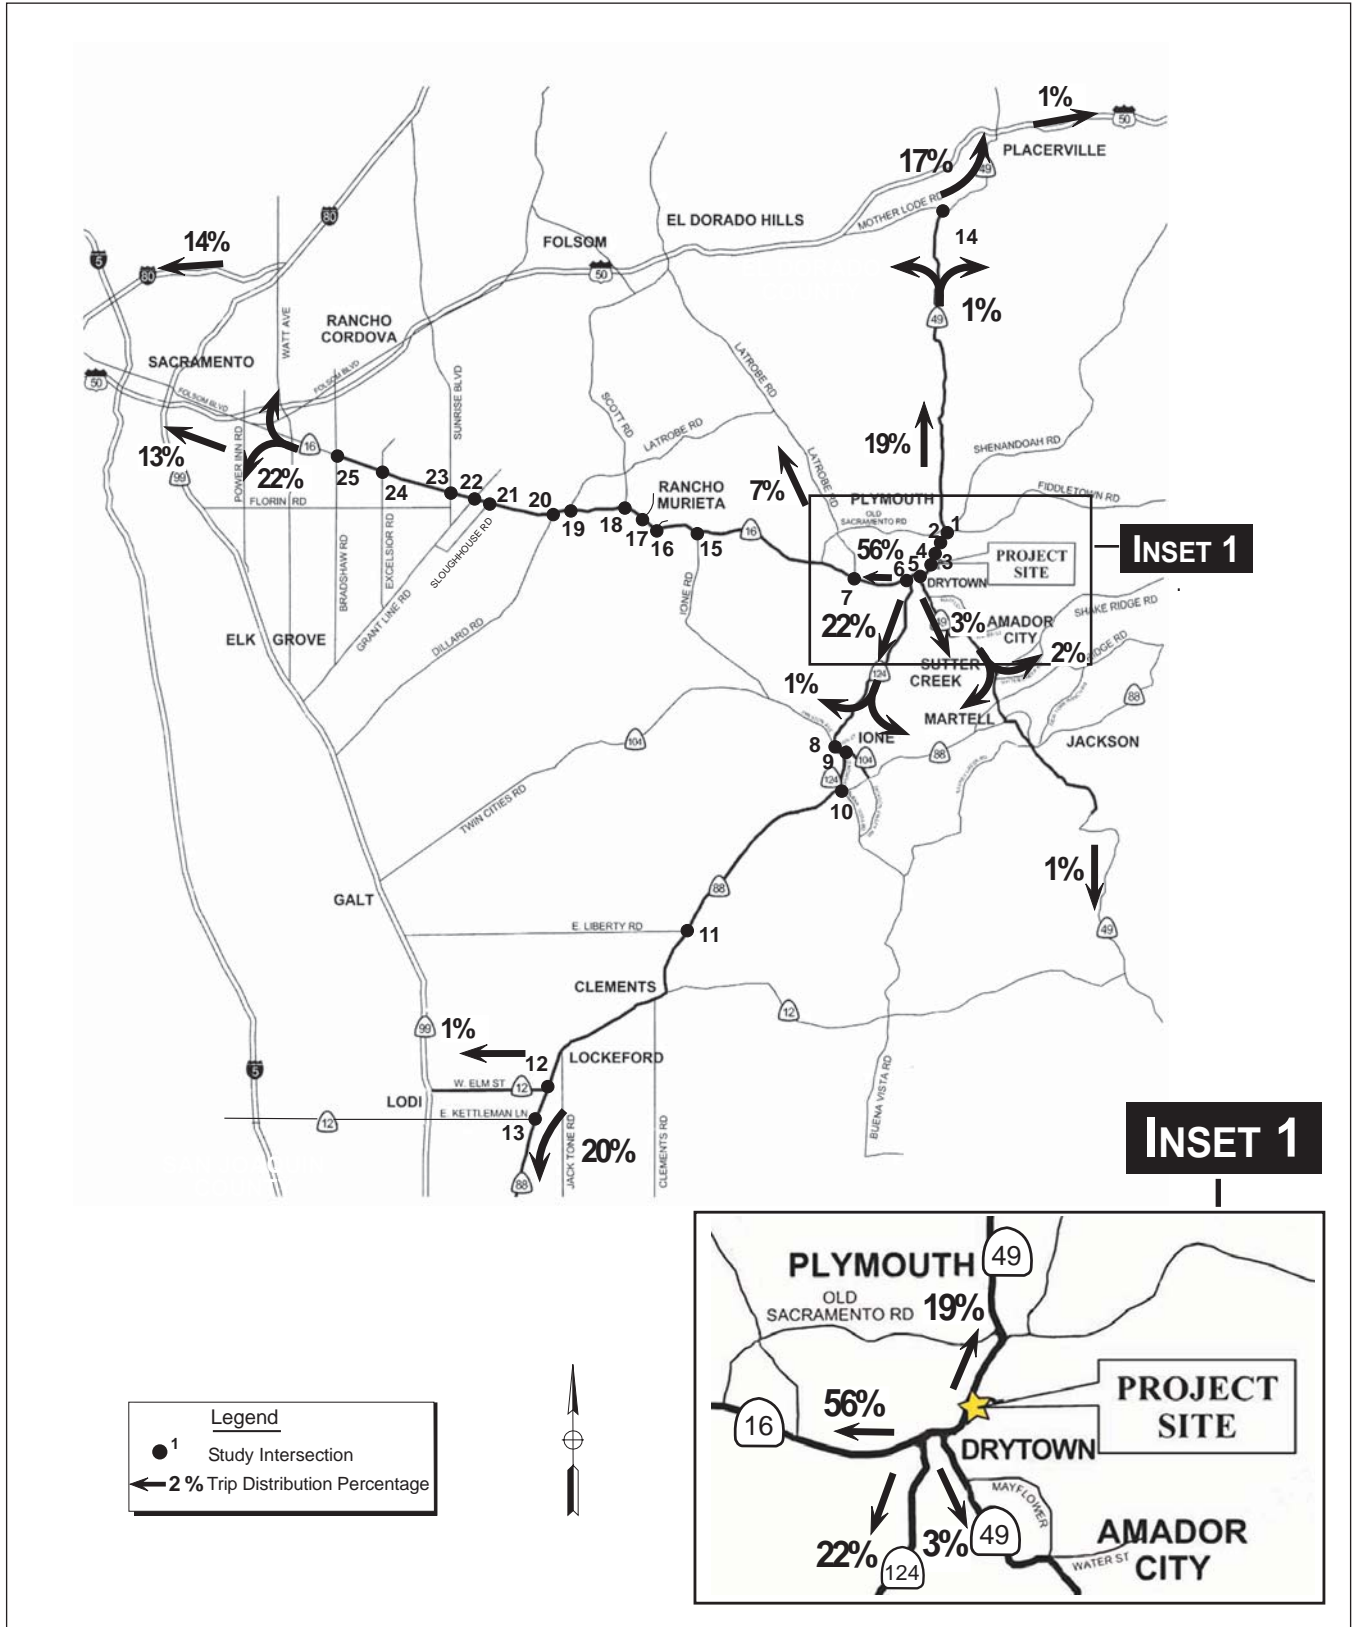 1%
50
PLACERVILLE
17%
49
MOTHER LODE RD
80
EL DORADO HILLS
14
5
14%
FOLSOM
80
50
1%
49
WATT AVE
RANCHO
CORDOVA
SACRAMENTO
FOLSOM BLVD
50
FOLSOM BLVD
SUNRISE BLVD
LATROBE RD
SCOTT RD
LATROBE RD
19%
SHENANDOAH RD
13%
POWER INN RD
16
22%
25
24
23
22
21
20
19
99
FLORIN RD
RANCHO
MURIETA
18
17
16
15
16
7%
LATROBE RD
PLYMOUTH
OLD
SACRAMENTO RD
FIDDLETOWN RD
INSET 1
1
2
4
3
56%
6
5
7
PROJECT
SITE
DRYTOWN
BRADSHAW RD
EXCELSIOR RD
SLOUGHHOUSE RD
GRANT LINE RD
DILLARD RD
IONE RD
ELK GROVE
22%
49
3%
AMADOR
CITY
SHAKE RIDGE RD
RIDGE RD
2%
SUTTER
CREEK
124
1%
MARTELL
88
JACKSON
8
IONE
9
104
88
124
10
104
TWIN CITIES RD
1%
GALT
88
E. LIBERTY RD
11
49
CLEMENTS
12
99
1%
12
LOCKEFORD
5
W. ELM ST
12
LODI
E. KETTLEMAN LN
12
13
20%
88
JACK TONE RD
CLEMENTS RD
BUENA VISTA RD
INSET 1
PLYMOUTH
49
OLD
SACRAMENTO RD
19%
56%
16
PROJECT
SITE
DRYTOWN
MAYFLOWER
22%
3%
49
124
AMADOR
CITY
WATER ST
Legend
1
Study Intersection
2 % Trip Distribution Percentage